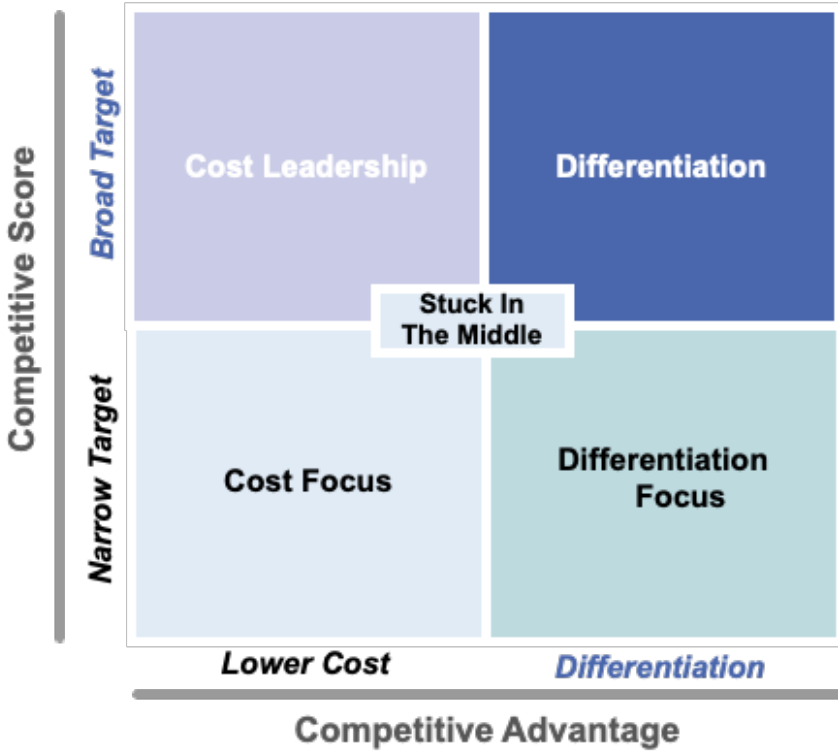 Competitive Score
Broad Target
Narrow Target
Cost Leadership
Differentiation
Stuck In
The Middle
Cost Focus
Differentiation
Focus
Lower Cost
Differentiation
Competitive Advantage